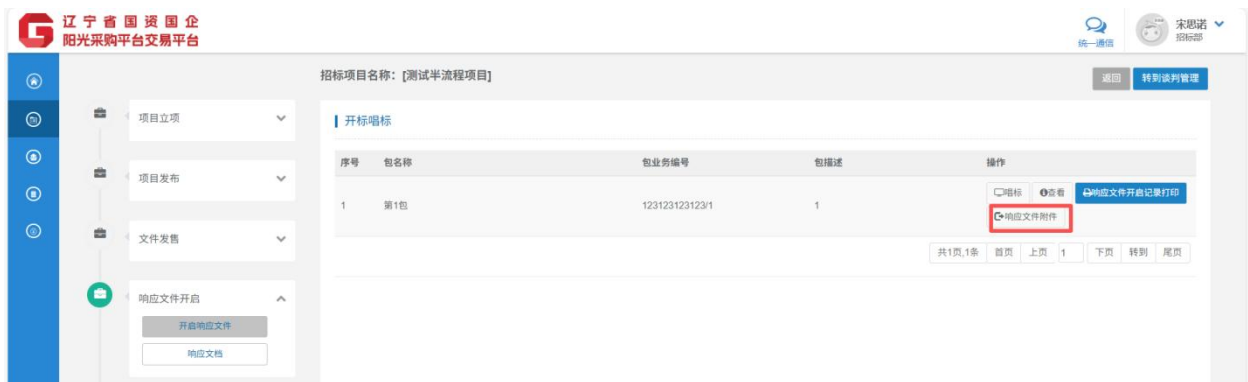 辽宁省国资国企
阳光采购平台交易平台
统一通信
宋思诺
招标部
招标项目名称：[测试半流程项目]
返回
转到谈判管理
项目立项
项目发布
文件发售
响应文件开启
开启响应文件
响应文档
开标唱标
序号 包名称 包业务编号 包描述 操作
1 第1包 123123123123/1 1
唱标 查看 响应文件开启记录打印
响应文件附件
共1页,1条 首页 上页 1 下页 转到 尾页